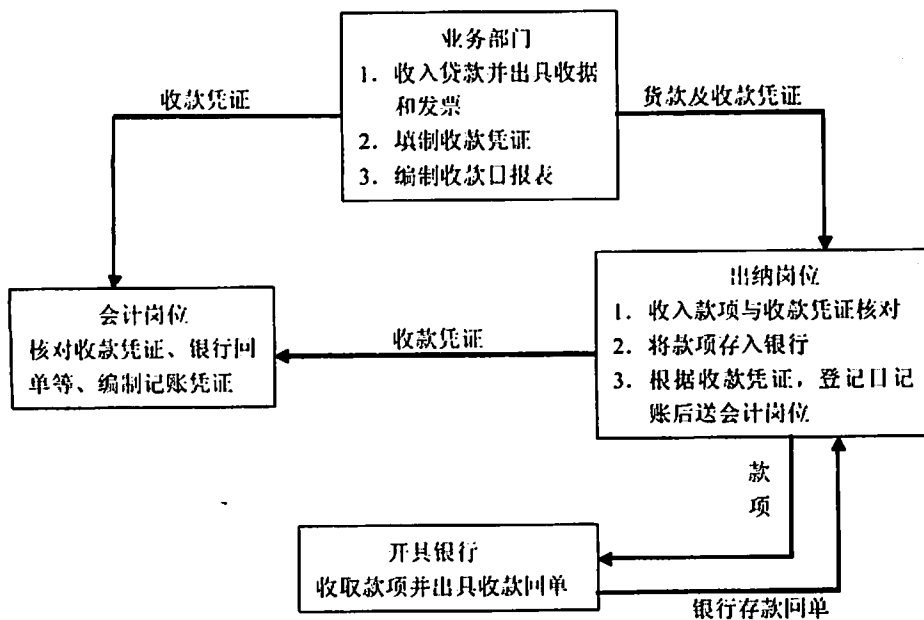 业务部门
1. 收入贷款并出具收据
和发票
2. 填制收款凭证
3. 编制收款日报表
收款凭证
货款及收款凭证
会计岗位
核对收款凭证、银行回
单等、编制记账凭证
收款凭证
出纳岗位
1. 收入款项与收款凭证核对
2. 将款项存入银行
3. 根据收款凭证，登记日记
账后送会计岗位
款
项
开具银行
收取款项并出具收款回单
银行存款回单